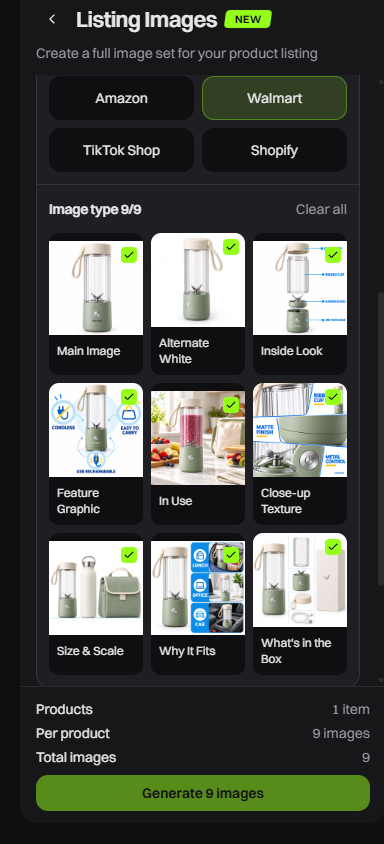 Listing Images NEW
Create a full image set for your product listing
Amazon
Walmart
TikTok Shop
Shopify
Image type 9/9
Clear all
Main Image
Alternate
White
Inside Look
CORDLESS
EASY TO
CARRY
USB RECHARGEABLE
Feature
Graphic
In Use
MATTE
FINISH
METAL
CONTROL
Close-up
Texture
Size & Scale
LUNCH
OFFICE
CAR
Why It Fits
What's in the
Box
Products
1 item
Per product
9 images
Total images
9
Generate 9 images